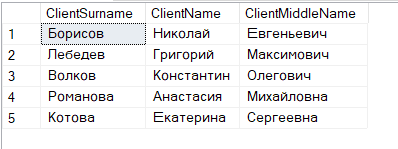 ClientSurname ClientName ClientMiddleName
1 Борисов Николай Евгеньевич
2 Лебедев Григорий Максимович
3 Волков Константин Олегович
4 Романова Анастасия Михайловна
5 Котова Екатерина Сергеевна